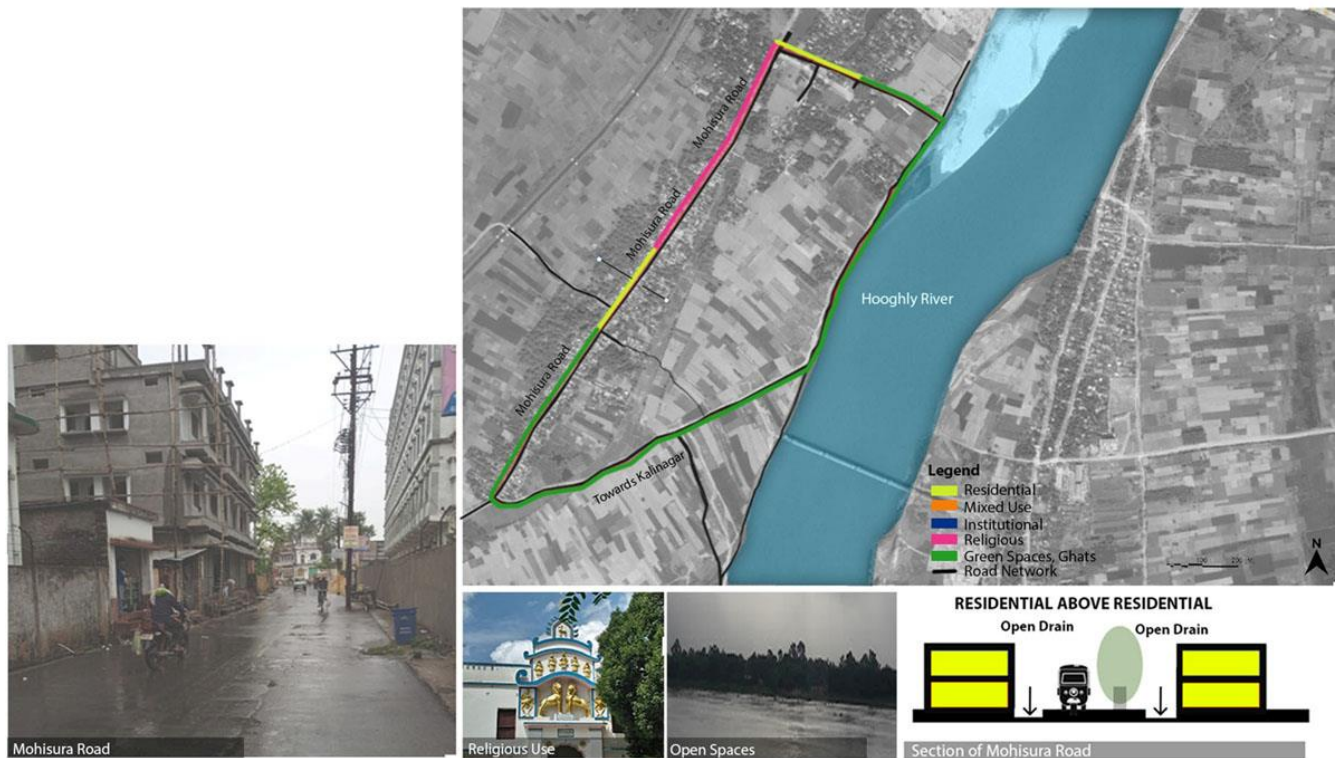 Mohisura Road
Mohisura Road
Mohisura Road
Towards Kalinagar
Hooghly River
Legend
Residential
Mixed Use
Institutional
Religious
Green Spaces, Ghats
Road Network
N
Mohisura Road
Religious Use
Open Spaces
RESIDENTIAL ABOVE RESIDENTIAL
Open Drain
Open Drain
Section of Mohisura Road